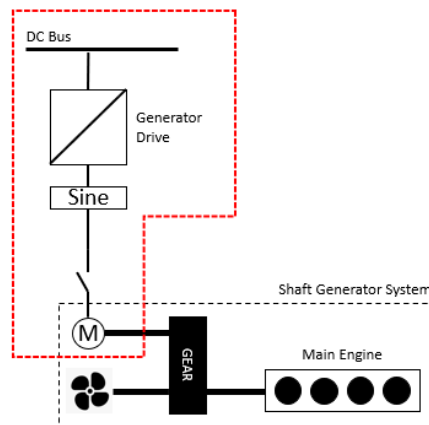 DC Bus
Generator
Drive
Sine
Shaft Generator System
M
GEAR
Main Engine